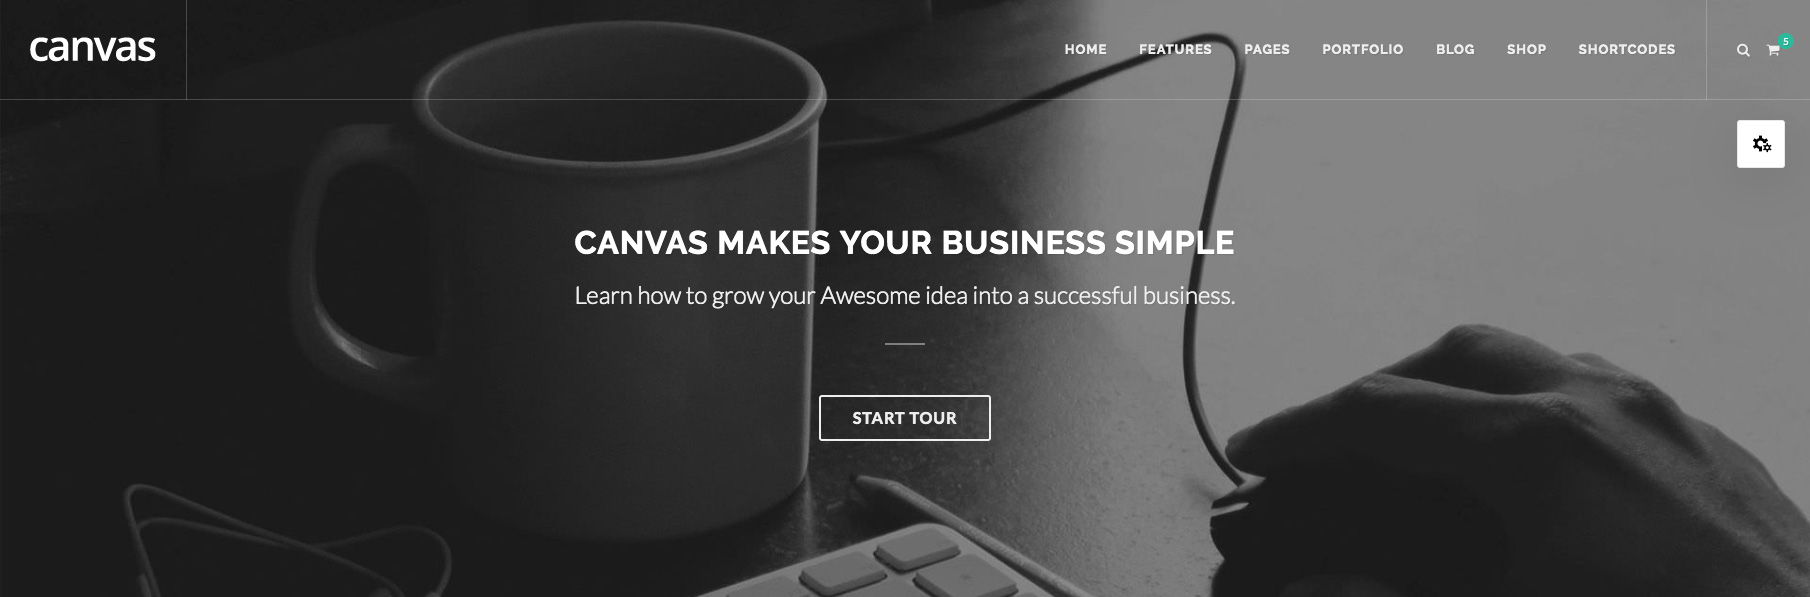 canvas
HOME FEATURES PAGES PORTFOLIO BLOG SHOP SHORTCODES
5
CANVAS MAKES YOUR BUSINESS SIMPLE
Learn how to grow your Awesome idea into a successful business.
START TOUR